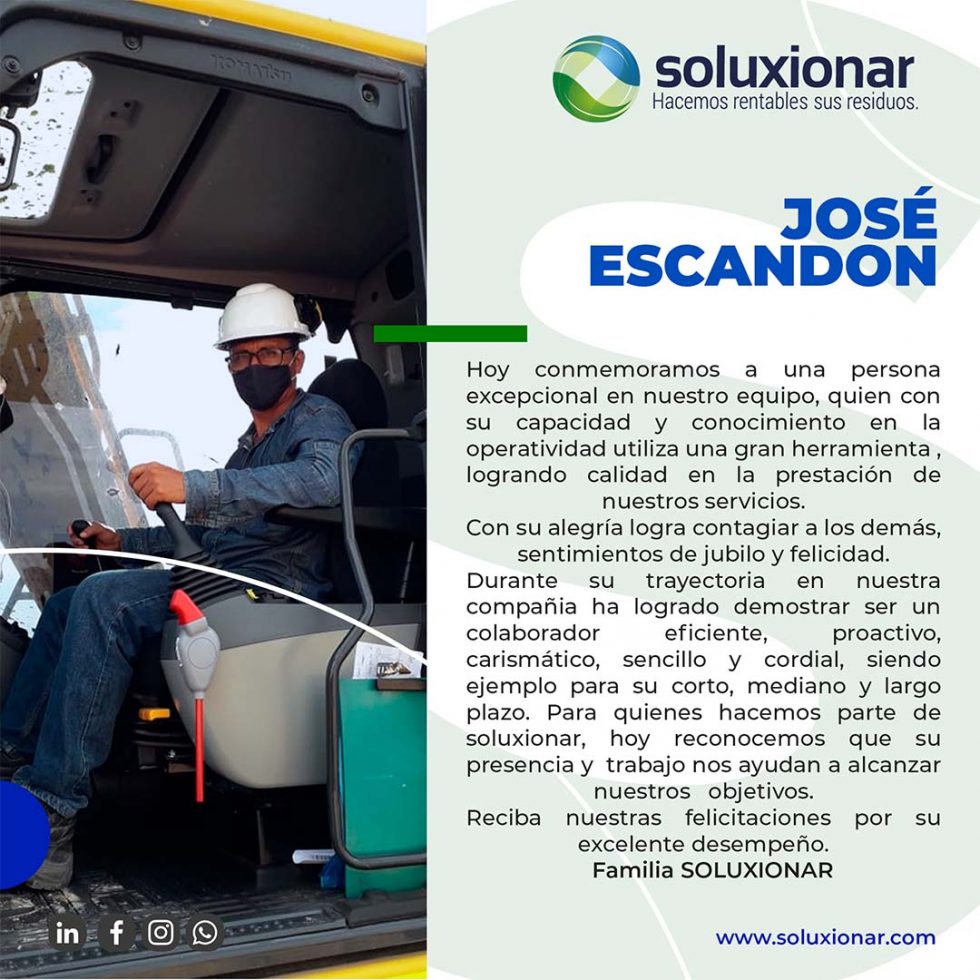 KOMATSU
soluxionar
Hacemos rentables sus residuos.
JOSÉ
ESCANDON
Hoy conmemoramos a una persona
excepcional en nuestro equipo, quien con
su capacidad y conocimiento en la
operatividad utiliza una gran herramienta ,
logrando calidad en la prestación de
nuestros servicios.
Con su alegría logra contagiar a los demás,
sentimientos de jubilo y felicidad.
Durante su trayectoria en nuestra
compañia ha logrado demostrar ser un
colaborador eficiente, proactivo,
carismático, sencillo y cordial, siendo
ejemplo para su corto, mediano y largo
plazo. Para quienes hacemos parte de
soluxionar, hoy reconocemos que su
presencia y trabajo nos ayudan a alcanzar
nuestros objetivos.
Reciba nuestras felicitaciones por su
excelente desempeño.
Familia SOLUXIONAR
in f
www.soluxionar.com